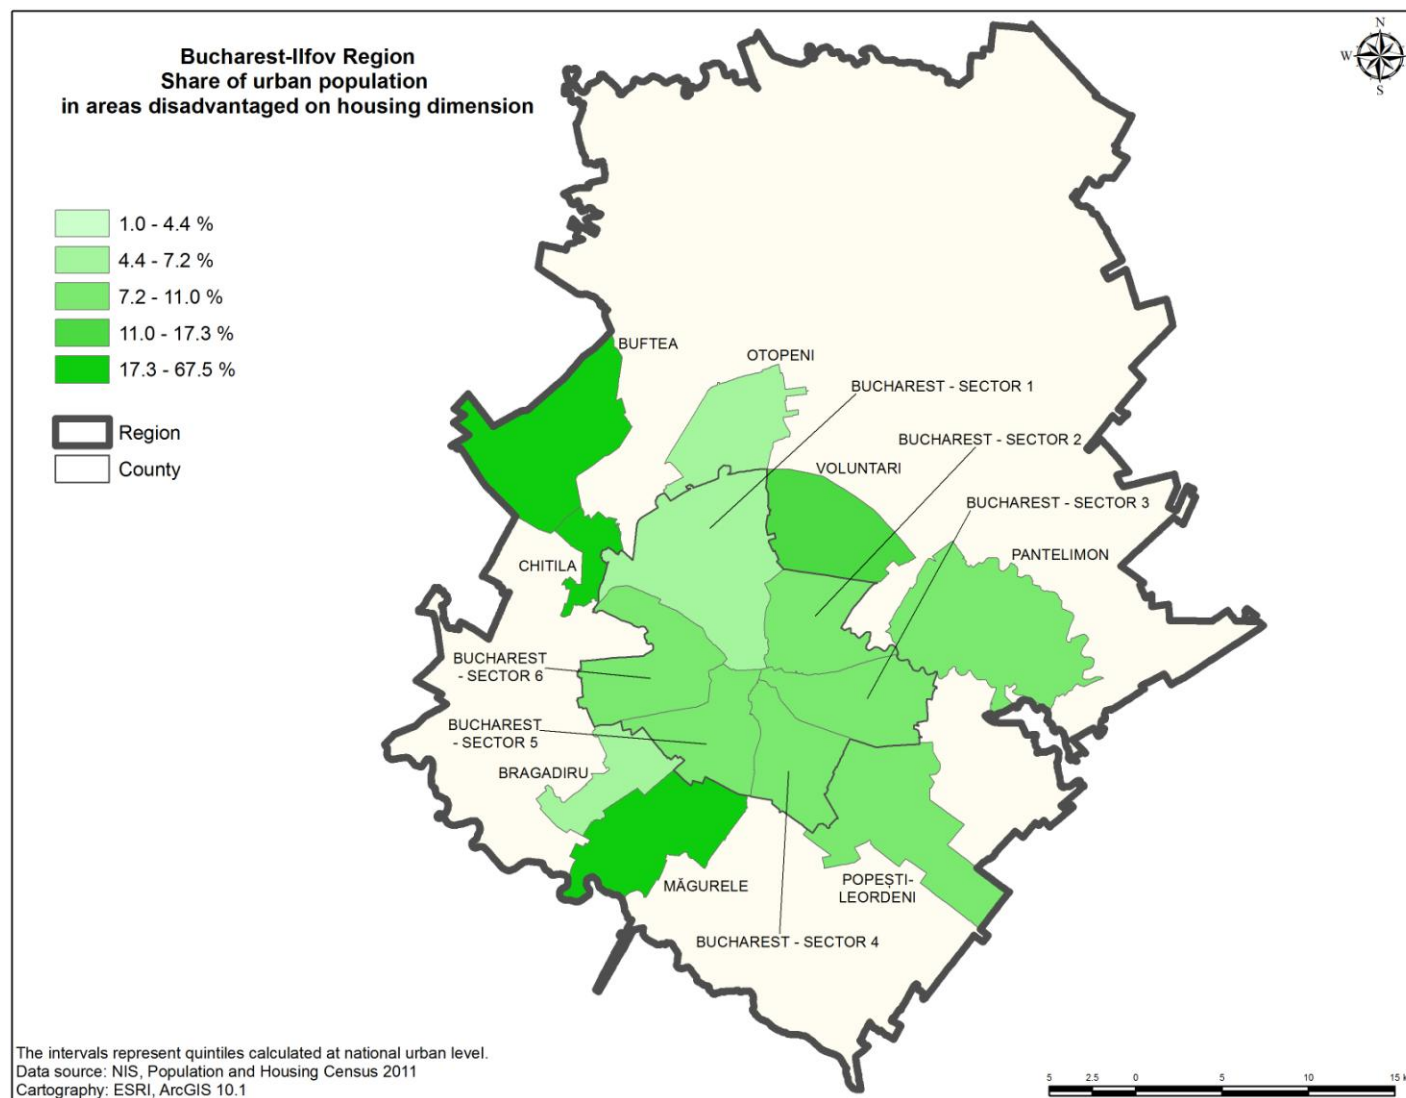 Bucharest-Ilfov Region
Share of urban population
in areas disadvantaged on housing dimension
N
W
S
1.0 - 4.4 %
4.4 - 7.2 %
7.2 - 11.0 %
11.0 - 17.3 %
17.3 - 67.5 %
Region
County
BUFTEA
OTOPENI
BUCHAREST - SECTOR 1
BUCHAREST - SECTOR 2
VOLUNTARI
BUCHAREST - SECTOR 3
PANTELIMON
CHITILA
BUCHAREST
- SECTOR 6
BUCHAREST
- SECTOR 5
BRAGADIRU
MĂGURELE
POPEȘTI-
LEORDENI
BUCHAREST - SECTOR 4
The intervals represent quintiles calculated at national urban level.
Data source: NIS, Population and Housing Census 2011
Cartography: ESRI, ArcGIS 10.1
5 2.5 0 5 10 15